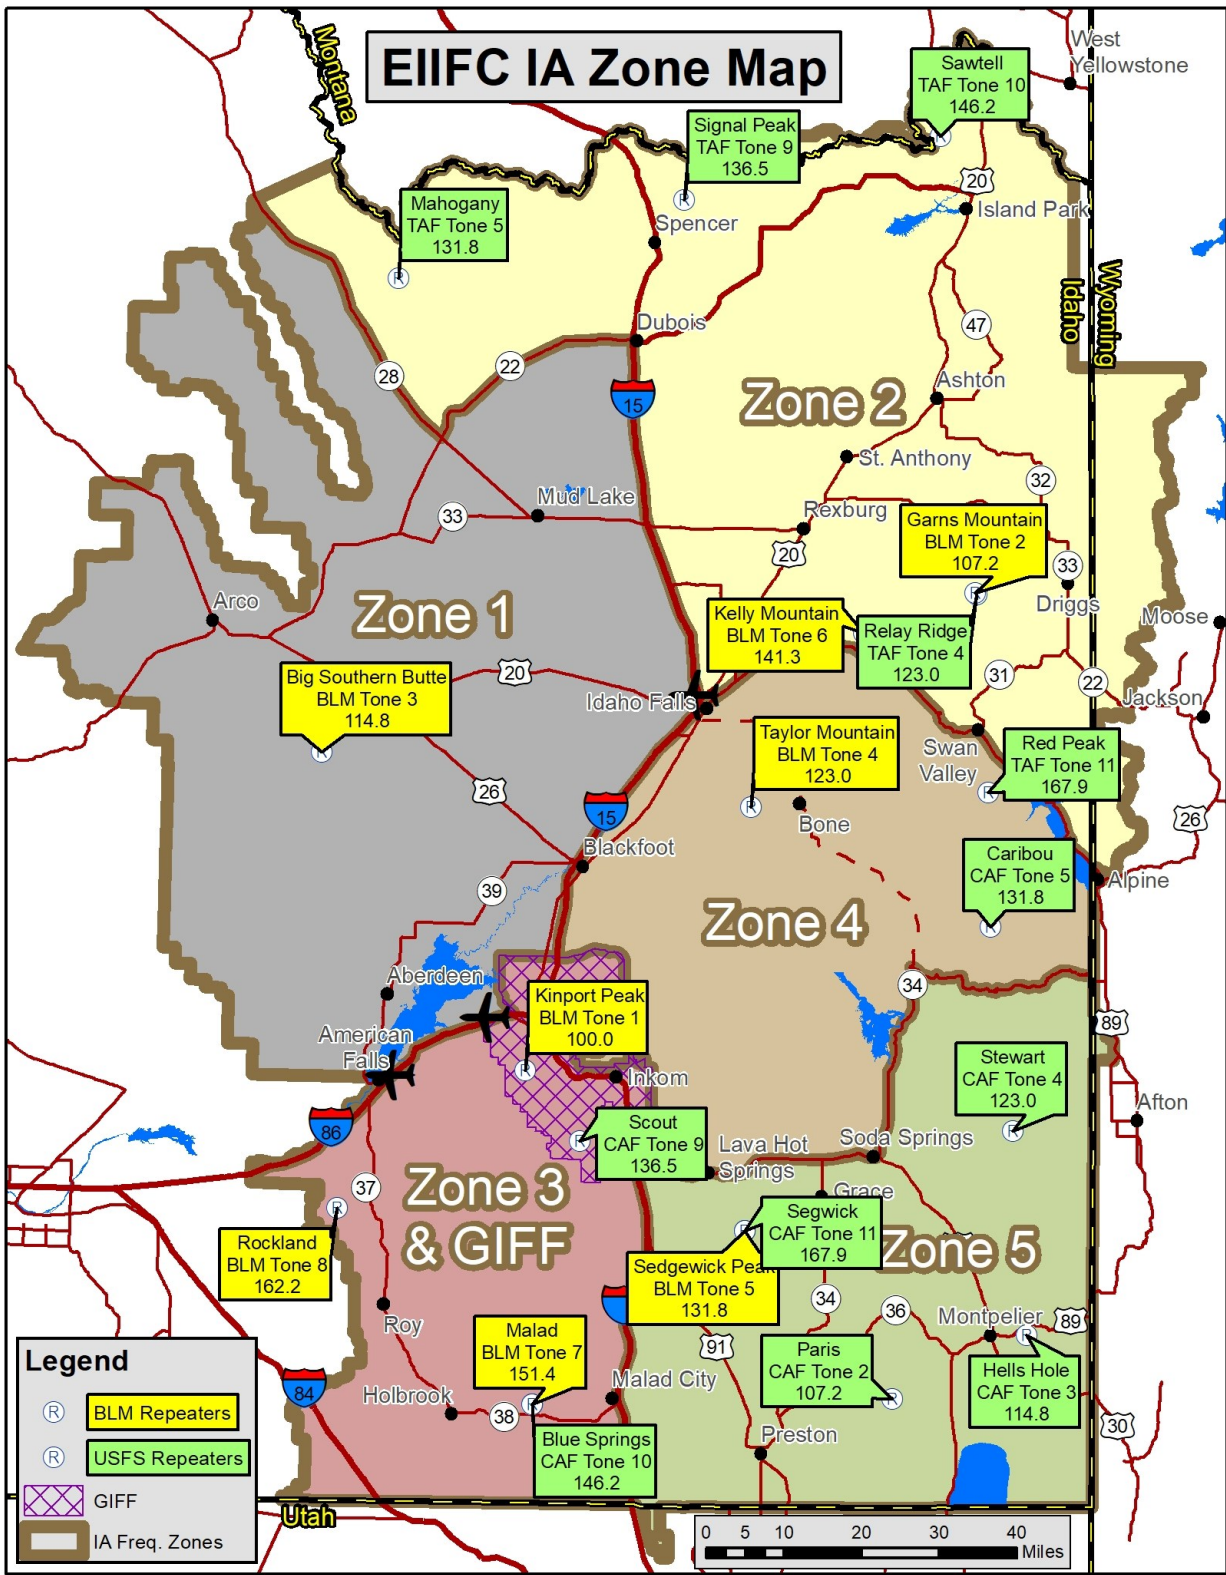 EIIFC IA Zone Map
Montana
West
Yellowstone
Sawtell
TAF Tone 10
146.2
Signal Peak
TAF Tone 9
136.5
20
Island Park
Mahogany
TAF Tone 5
131.8
Spencer
Wyoming
Idaho
Dubois
47
22
28
15
Zone 2
Ashton
St. Anthony
32
Mud Lake
33
Rexburg
20
Garns Mountain
BLM Tone 2
107.2
33
Driggs
Arco
Zone 1
Kelly Mountain
BLM Tone 6
141.3
Relay Ridge
TAF Tone 4
123.0
Moose
20
Big Southern Butte
BLM Tone 3
114.8
31
22
Jackson
Idaho Falls
Taylor Mountain
BLM Tone 4
123.0
Swan
Valley
Red Peak
TAF Tone 11
167.9
26
15
Bone
26
Blackfoot
Caribou
CAF Tone 5
131.8
Alpine
39
Zone 4
Aberdeen
34
Kinport Peak
BLM Tone 1
100.0
American
Falls
89
Inkom
Stewart
CAF Tone 4
123.0
Afton
86
Scout
CAF Tone 9
136.5
Lava Hot
Springs
Soda Springs
37
Zone 3
& GIFF
Grace
Segwick
CAF Tone 11
167.9
Zone 5
Rockland
BLM Tone 8
162.2
Sedgewick Peak
BLM Tone 5
131.8
34
36
Montpelier
89
Roy
Malad
BLM Tone 7
151.4
91
Paris
CAF Tone 2
107.2
Hells Hole
CAF Tone 3
114.8
84
Holbrook
38
Malad City
30
Preston
Blue Springs
CAF Tone 10
146.2
Legend
R BLM Repeaters
R USFS Repeaters
GIFF
IA Freq. Zones
Utah
0 5 10 20 30 40
Miles